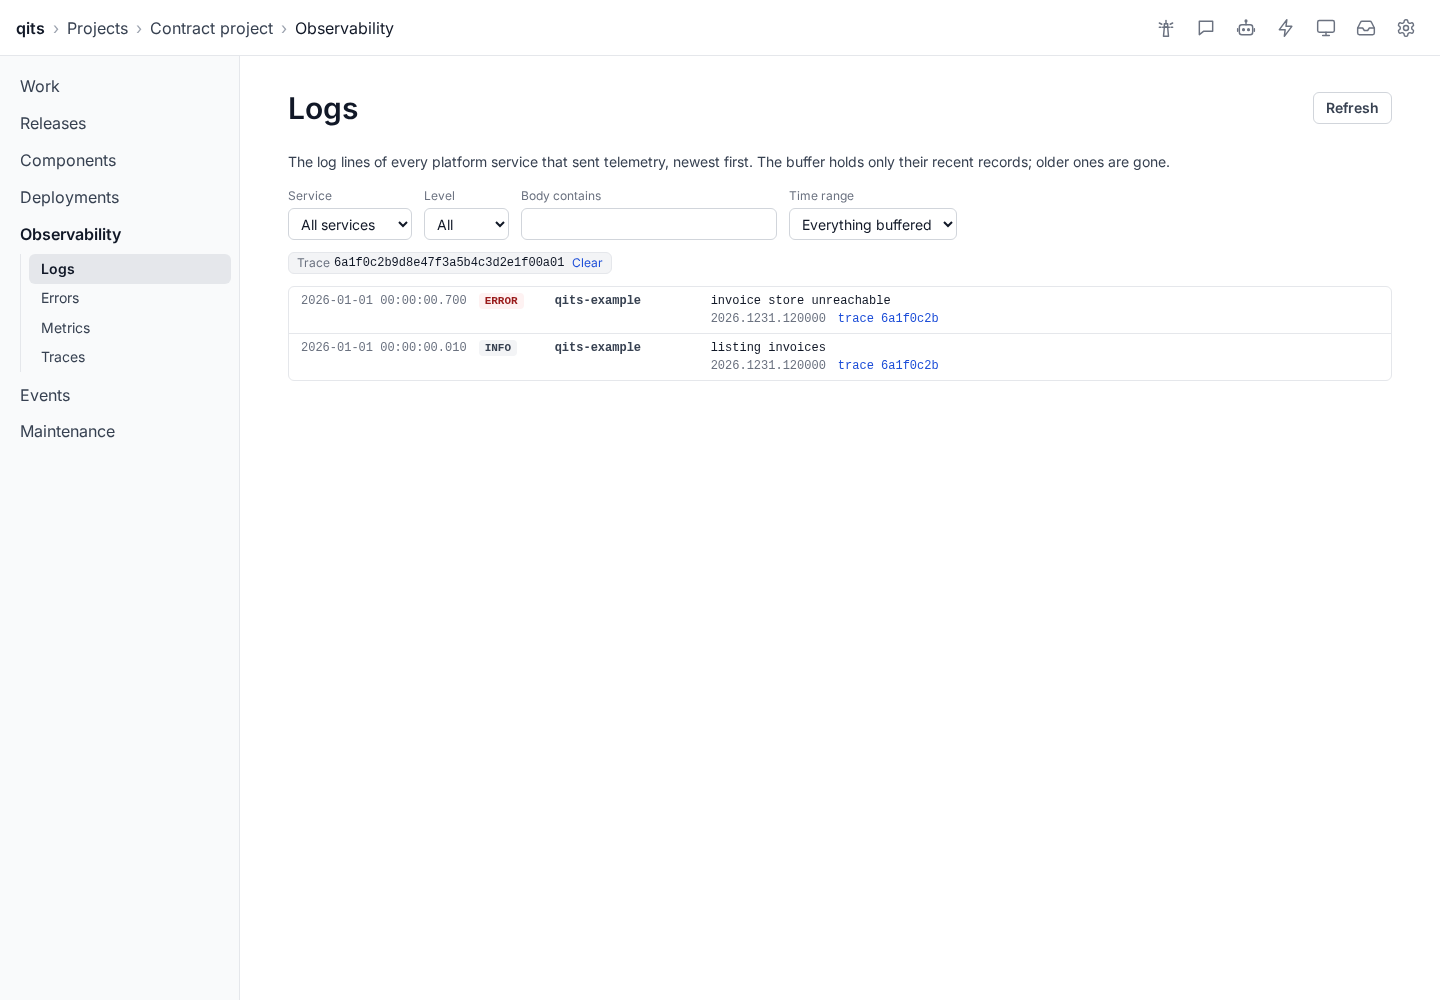 qits › Projects › Contract project › Observability
Work
Releases
Components
Deployments
Observability
Logs
Errors
Metrics
Traces
Events
Maintenance
Logs
Refresh
The log lines of every platform service that sent telemetry, newest first. The buffer holds only their recent records; older ones are gone.
Service Level Body contains Time range
All services All Everything buffered
Trace 6a1f0c2b9d8e47f3a5b4c3d2e1f00a01 Clear
2026-01-01 00:00:00.700 ERROR qits-example invoice store unreachable
2026.1231.120000 trace 6a1f0c2b
2026-01-01 00:00:00.010 INFO qits-example listing invoices
2026.1231.120000 trace 6a1f0c2b